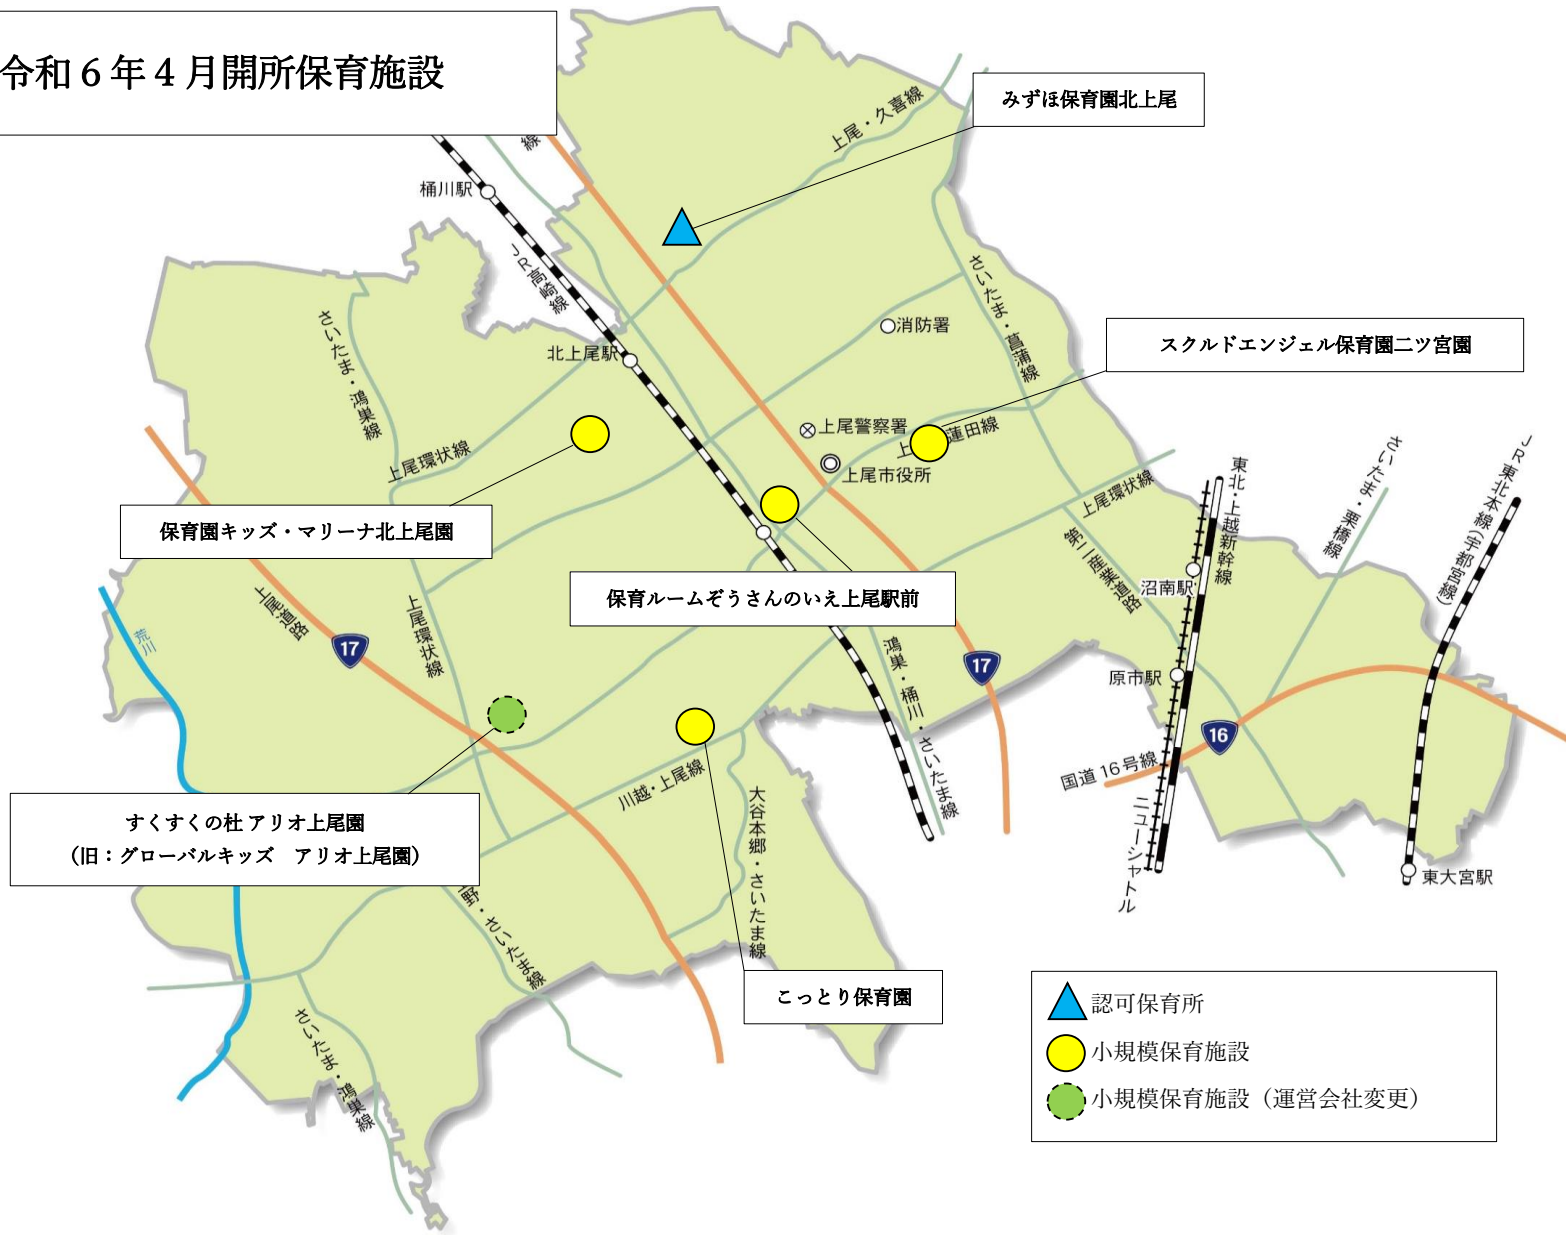 令和６年４月開所保育施設
みずほ保育園北上尾
上尾・久喜線
線
桶川駅
ＪＲ高崎線
さいたま・菖蒲線
消防署
さいたま・鴻巣線
北上尾駅
スクルドエンジェル保育園二ツ宮園
上尾警察署
上
蓮田線
上尾市役所
上尾環状線
上尾環状線
さいたま・栗橋線
ＪＲ東北本線（宇都宮線）
東北・上越新幹線
保育園キッズ・マリーナ北上尾園
第二産業道路
沼南駅
保育ルームぞうさんのいえ上尾駅前
上尾道路
荒川
上尾環状線
17
17
鴻巣・桶川・さいたま線
原市駅
16
国道16号線
川越・上尾線
大谷本郷・さいたま線
ニューシャトル
すくすくの杜 アリオ上尾園
（旧：グローバルキッズ　アリオ上尾園）
東大宮駅
野・さいたま線
こっとり保育園
さいたま・鴻巣線
認可保育所
小規模保育施設
小規模保育施設（運営会社変更）